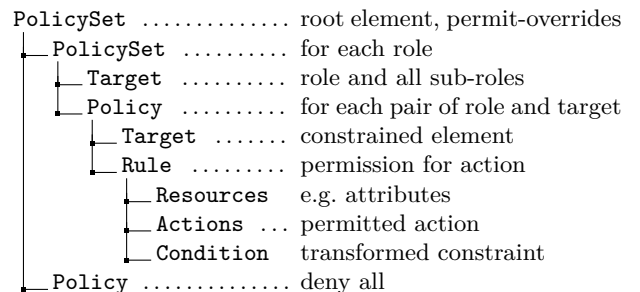 PolicySet .............. root element, permit-overrides
PolicySet .......... for each role
Target .......... role and all sub-roles
Policy .......... for each pair of role and target
Target ....... constrained element
Rule ......... permission for action
Resources e.g. attributes
Actions ... permitted action
Condition transformed constraint
Policy .............. deny all